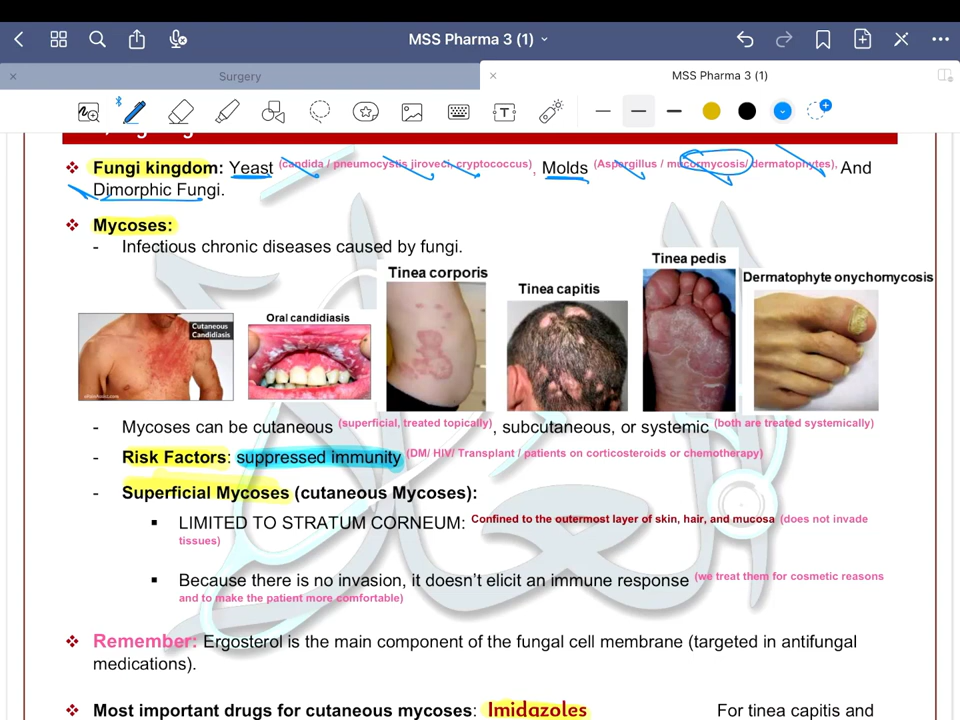 MSS Pharma 3 (1)
Surgery
MSS Pharma 3 (1)
❖ Fungi kingdom: Yeast (candida / pneumocystis jiroveci, cryptococcus), Molds (Aspergillus / mucormycosis/ dermatophytes), And
Dimorphic Fungi.
❖ Mycoses:
- Infectious chronic diseases caused by fungi.
Tinea pedis
Tinea corporis
Dermatophyte onychomycosis
Tinea capitis
Oral candidiasis
Cutaneous
Candidiasis
- Mycoses can be cutaneous (superficial, treated topically), subcutaneous, or systemic (both are treated systemically)
- Risk Factors: suppressed immunity (DM/ HIV/ Transplant / patients on corticosteroids or chemotherapy)
- Superficial Mycoses (cutaneous Mycoses):
▪ LIMITED TO STRATUM CORNEUM: Confined to the outermost layer of skin, hair, and mucosa (does not invade
tissues)
▪ Because there is no invasion, it doesn't elicit an immune response (we treat them for cosmetic reasons
and to make the patient more comfortable)
❖ Remember: Ergosterol is the main component of the fungal cell membrane (targeted in antifungal
medications).
❖ Most important drugs for cutaneous mycoses: Imidazoles For tinea capitis and